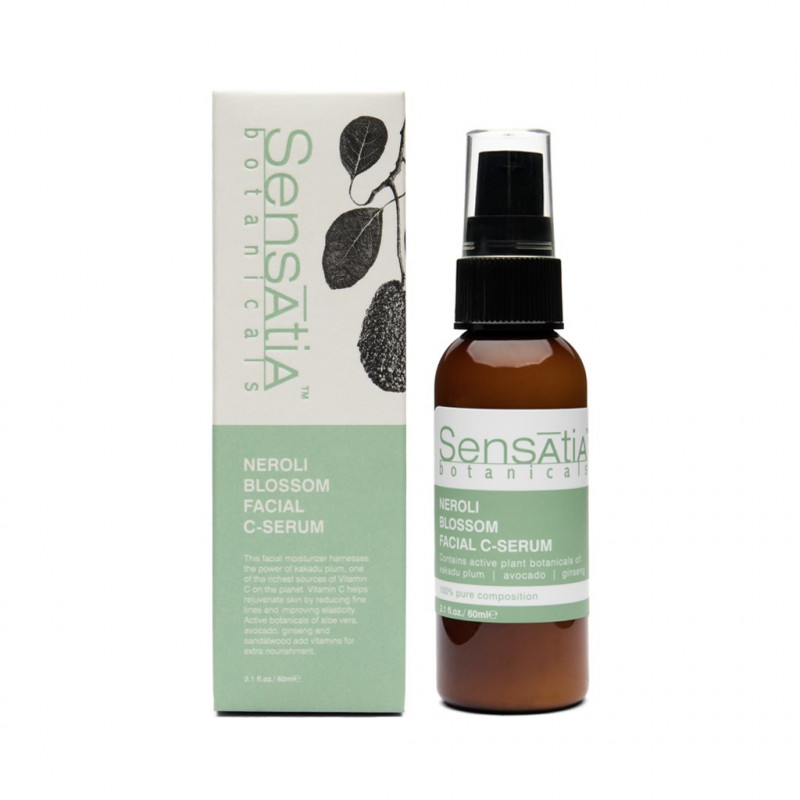 Sensātia™
botanicals
NEROLI
BLOSSOM
FACIAL
C-SERUM
This facial moisturizer harnesses
the power of kakadu plum, one
of the richest sources of Vitamin
C on the planet. Vitamin C helps
rejuvenate skin by reducing fine
lines and improving elasticity.
Active botanicals of aloe vera,
avocado, ginseng and
sandalwood add vitamins for
extra nourishment.
2.1 fl.oz./ 60ml℮
Sensātia™
botanicals
NEROLI
BLOSSOM
FACIAL C-SERUM
Contains active plant botanicals of:
kakadu plum | avocado | ginseng
100% pure composition
2.1 fl.oz./ 60ml℮